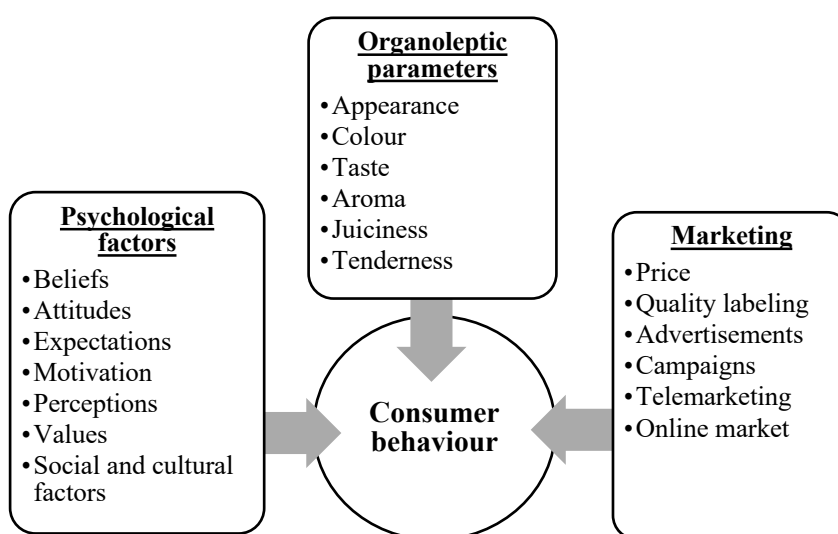 Organoleptic
parameters
•Appearance
•Colour
•Taste
•Aroma
•Juiciness
•Tenderness
Psychological
factors
•Beliefs
•Attitudes
•Expectations
•Motivation
•Perceptions
•Values
•Social and cultural
factors
Marketing
•Price
•Quality labeling
•Advertisements
•Campaigns
•Telemarketing
•Online market
Consumer
behaviour